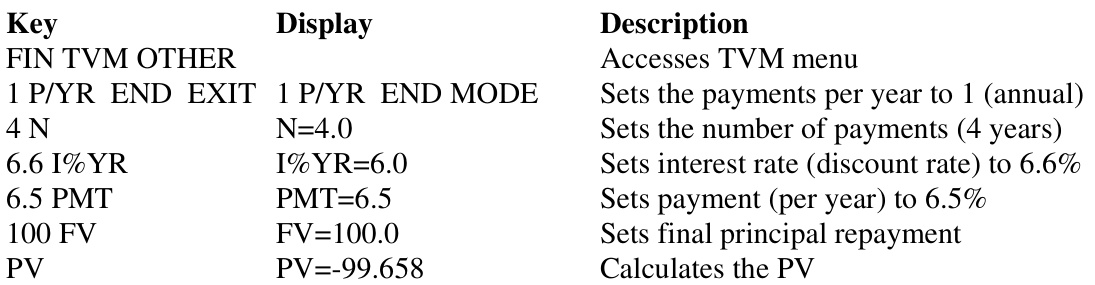 Key Display Description
FIN TVM OTHER Accesses TVM menu
1 P/YR END EXIT 1 P/YR END MODE Sets the payments per year to 1 (annual)
4 N N=4.0 Sets the number of payments (4 years)
6.6 I%YR I%YR=6.0 Sets interest rate (discount rate) to 6.6%
6.5 PMT PMT=6.5 Sets payment (per year) to 6.5%
100 FV FV=100.0 Sets final principal repayment
PV PV=-99.658 Calculates the PV